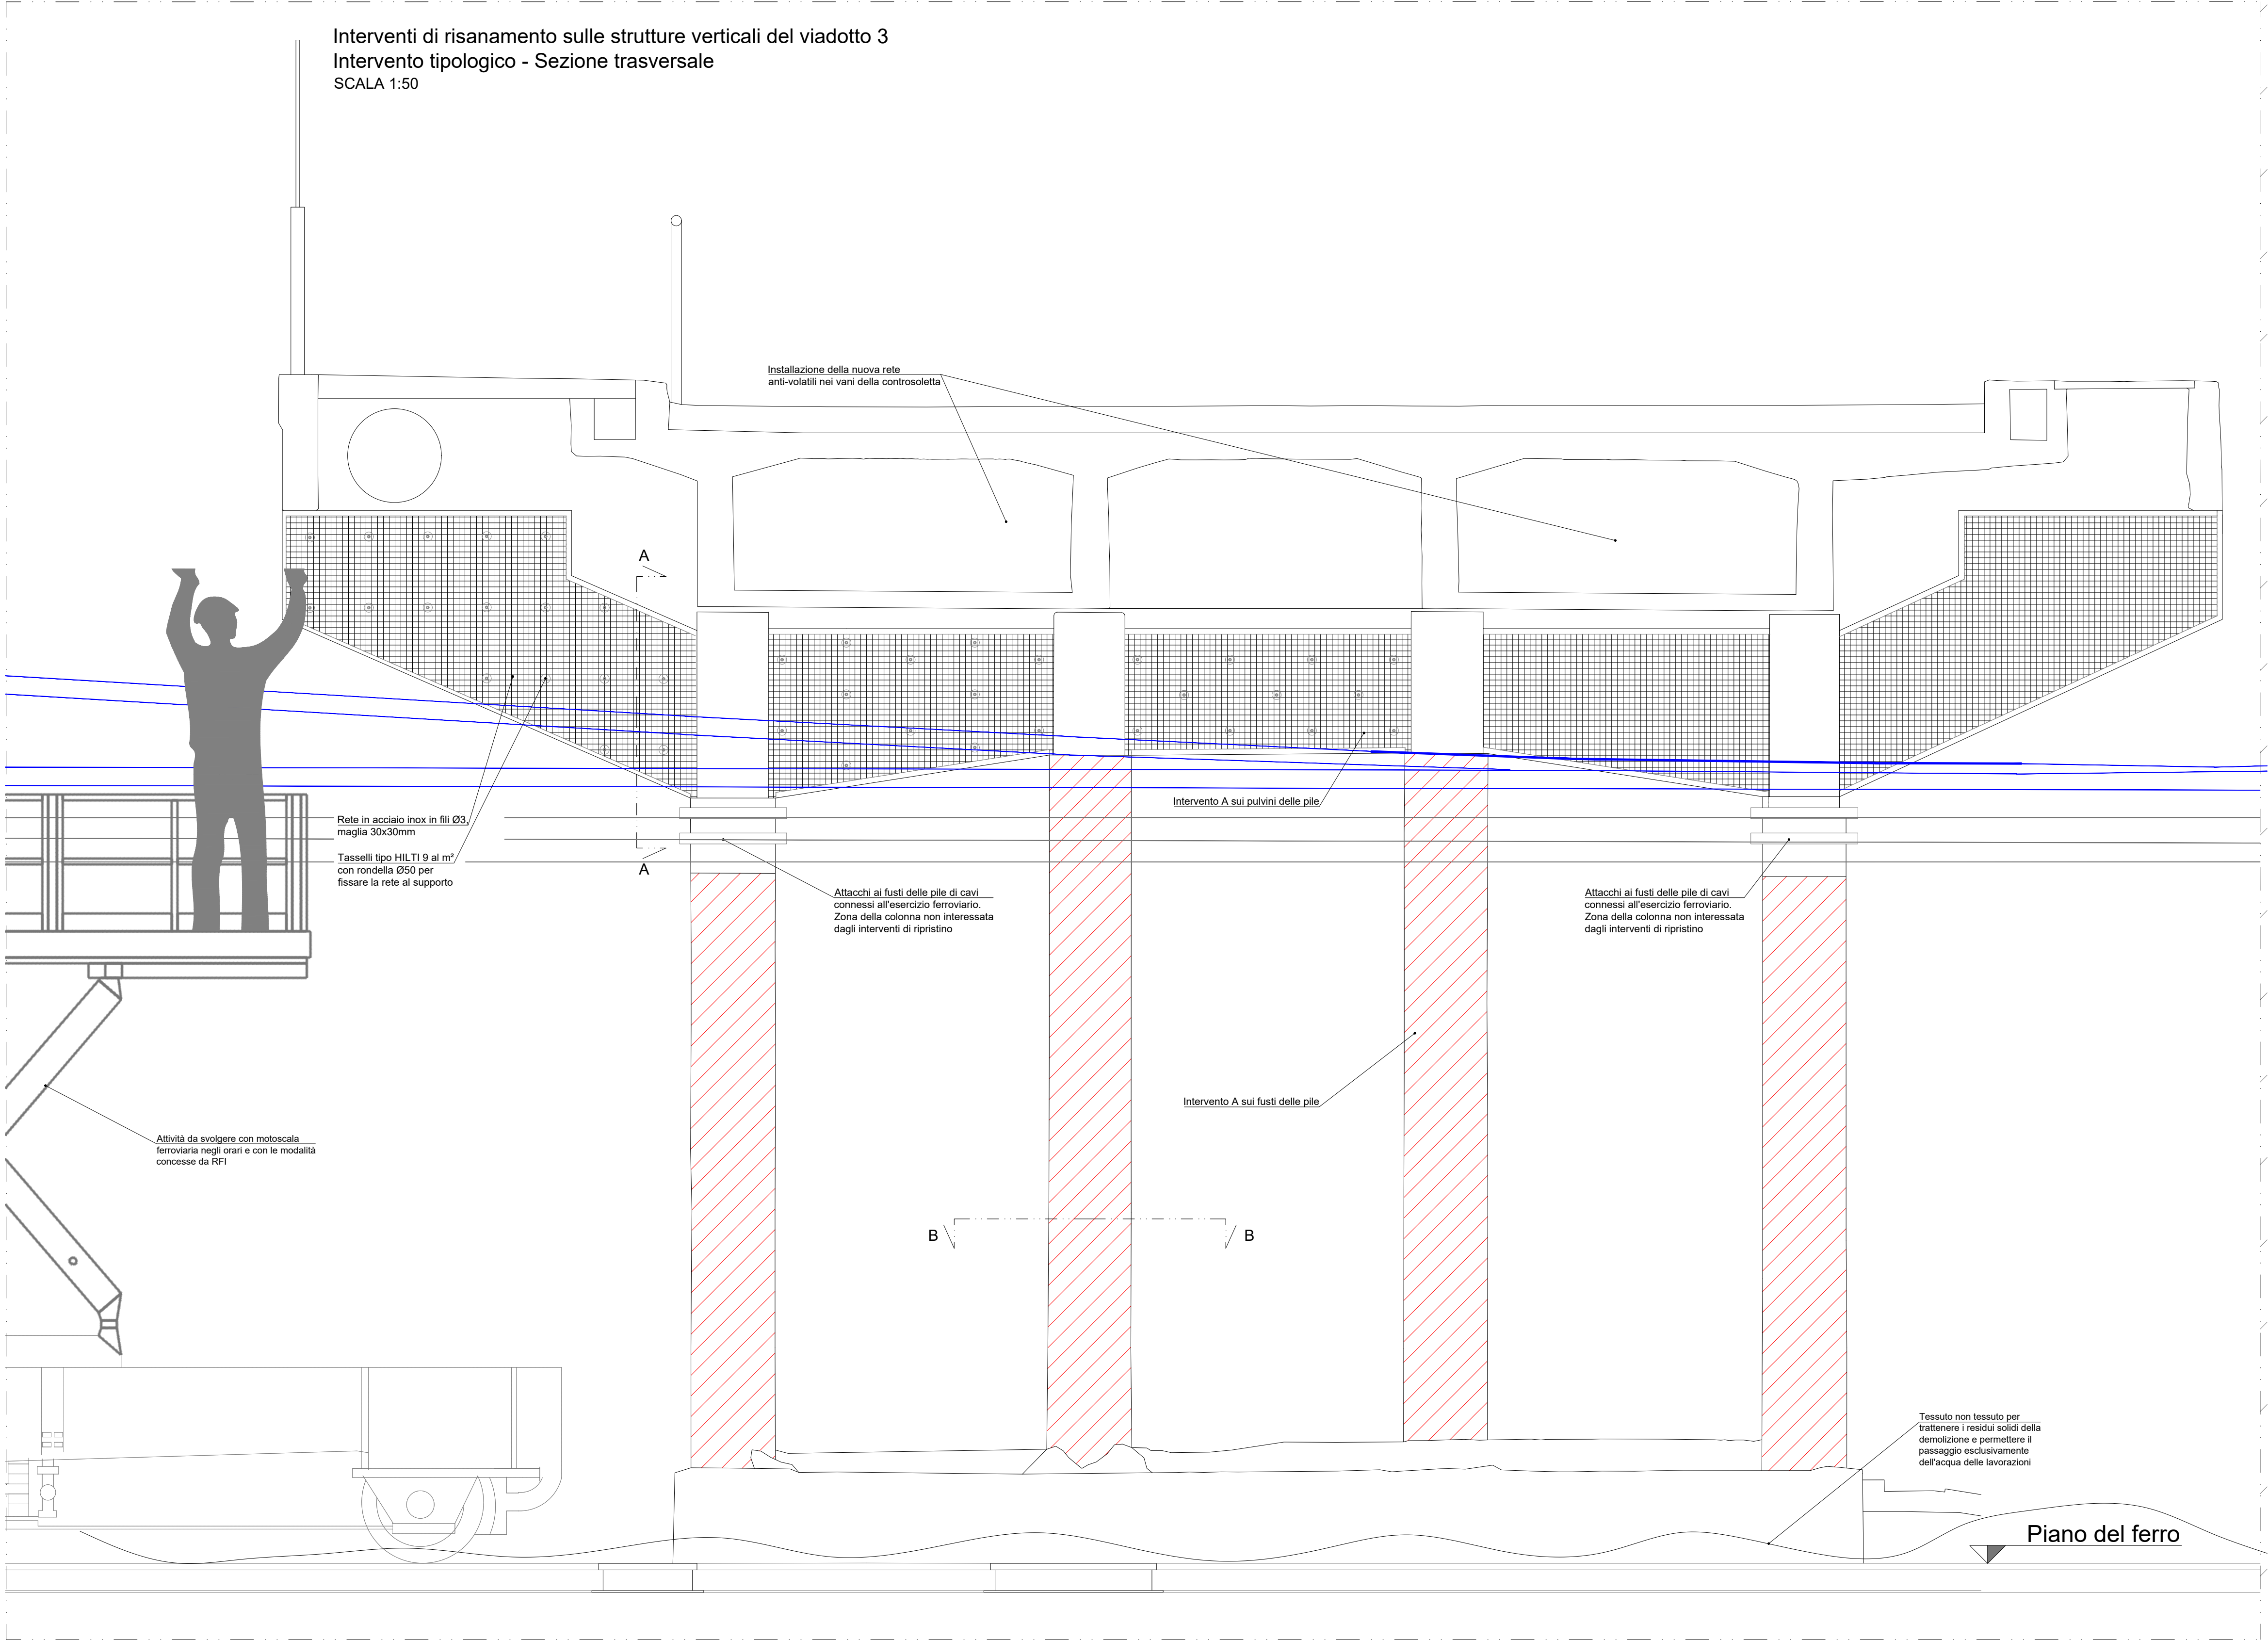 Interventi di risanamento sulle strutture verticali del viadotto 3
Intervento tipologico - Sezione trasversale
SCALA 1:50
Installazione della nuova rete
anti-volatili nei vani della controsoletta
A
Intervento A sui pulvini delle pile
Rete in acciaio inox in fili Ø3,
maglia 30x30mm
Tasselli tipo HILTI 9 al m²
con rondella Ø50 per
fissare la rete al supporto
A
Attacchi ai fusti delle pile di cavi
connessi all'esercizio ferroviario.
Zona della colonna non interessata
dagli interventi di ripristino
Attacchi ai fusti delle pile di cavi
connessi all'esercizio ferroviario.
Zona della colonna non interessata
dagli interventi di ripristino
Intervento A sui fusti delle pile
Attività da svolgere con motoscala
ferroviaria negli orari e con le modalità
concesse da RFI
B
B
Tessuto non tessuto per
trattenere i residui solidi della
demolizione e permettere il
passaggio esclusivamente
dell'acqua delle lavorazioni
Piano del ferro